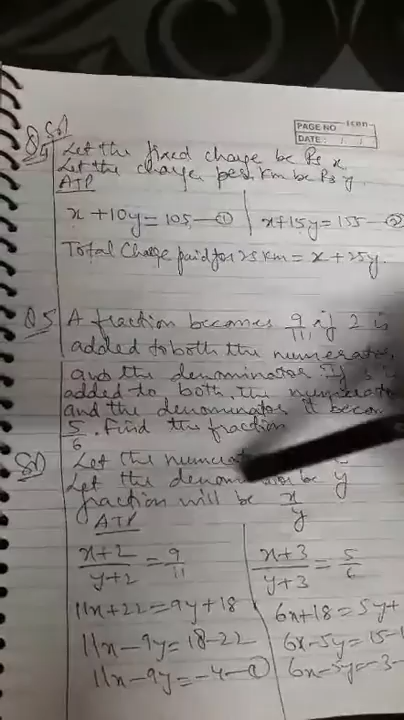 PAGE NO
DATE: / /
Q4 Sol
Let the fixed charge be Rs x
Let the charge per Km be Rs y.
ATP
x + 10y = 105 — ① | x + 15y = 155 — ②
Total Charge paid for 25 Km = x + 25y.
Q5 A fraction becomes 9/11, if 2 is
added to both the numerator
and the denominator. If 3 is
added to both the numerator
and the denominator it becom
5/6. Find the fraction
Sol Let the numerat
Let the denominator be y
fraction will be x/y
ATP
x+2/y+2 = 9/11 | x+3/y+3 = 5/6
11x+22 = 9y+18 | 6x+18 = 5y+
11x-9y = 18-22 | 6x-5y = 15-1
11x-9y = -4 — ① | 6x-5y = -3 -